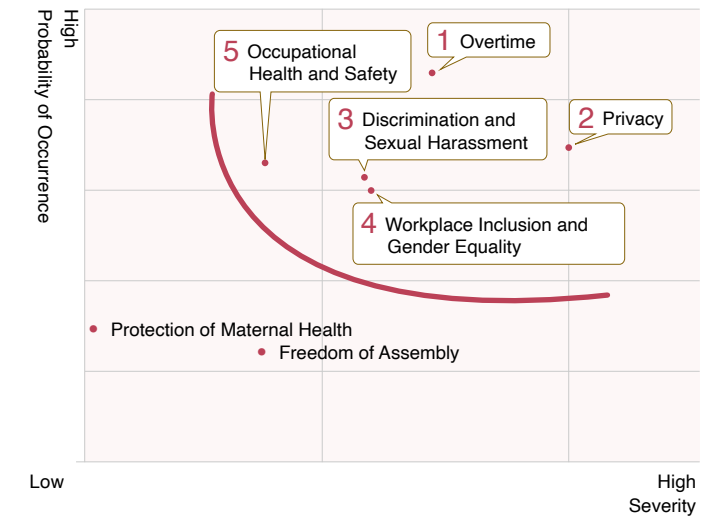 High
Probability of Occurrence
5 Occupational
Health and Safety
1 Overtime
3 Discrimination and
Sexual Harassment
2 Privacy
4 Workplace Inclusion and
Gender Equality
Protection of Maternal Health
Freedom of Assembly
Low
High
Severity